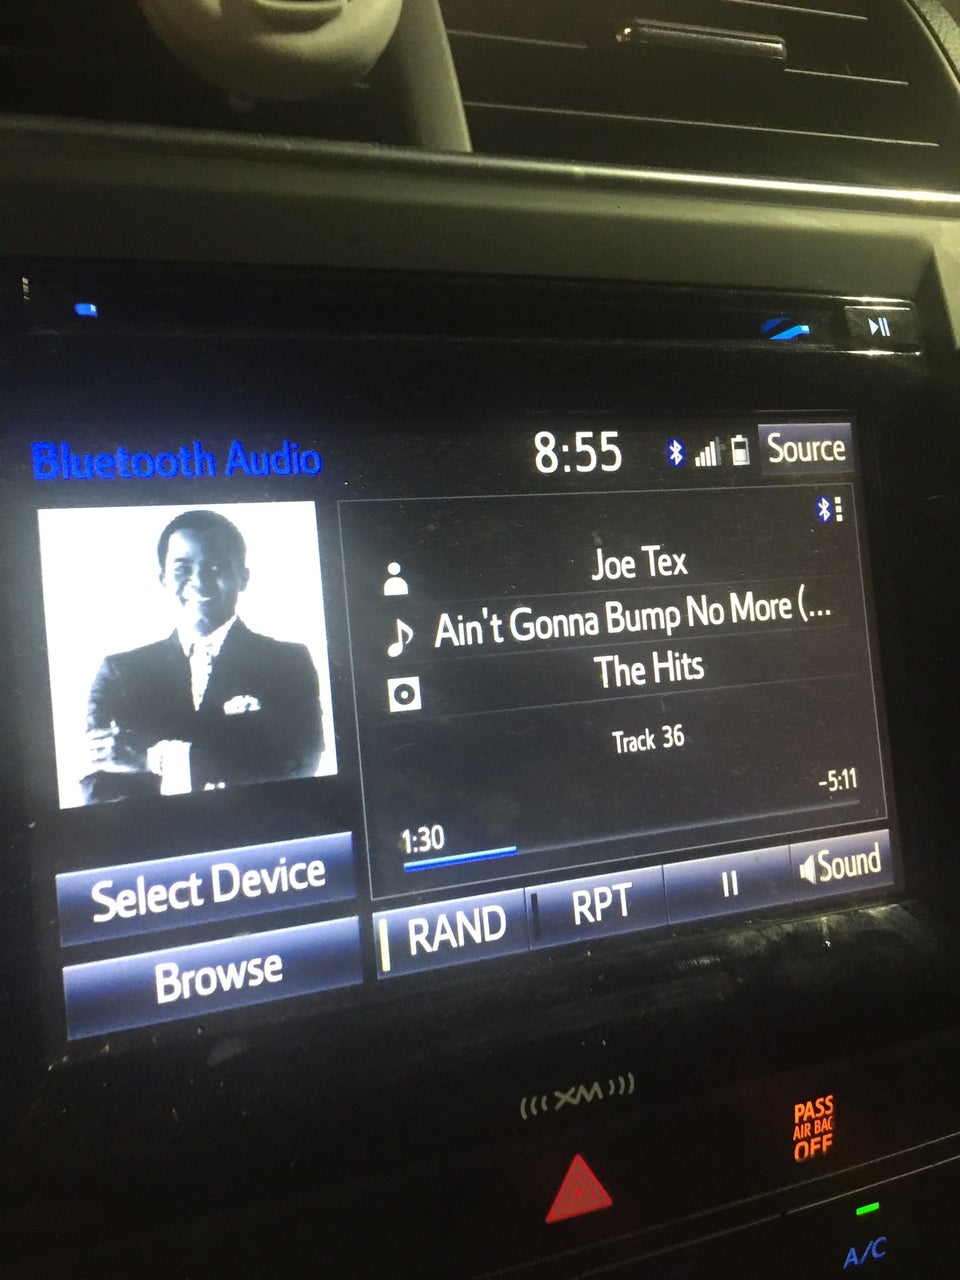 Bluetooth Audio
8:55
Source
Joe Tex
Ain't Gonna Bump No More (...
The Hits
Track 36
-5:11
1:30
Select Device
Browse
RAND
RPT
Sound
(((XM)))
PASS
AIR BAG
OFF
A/C